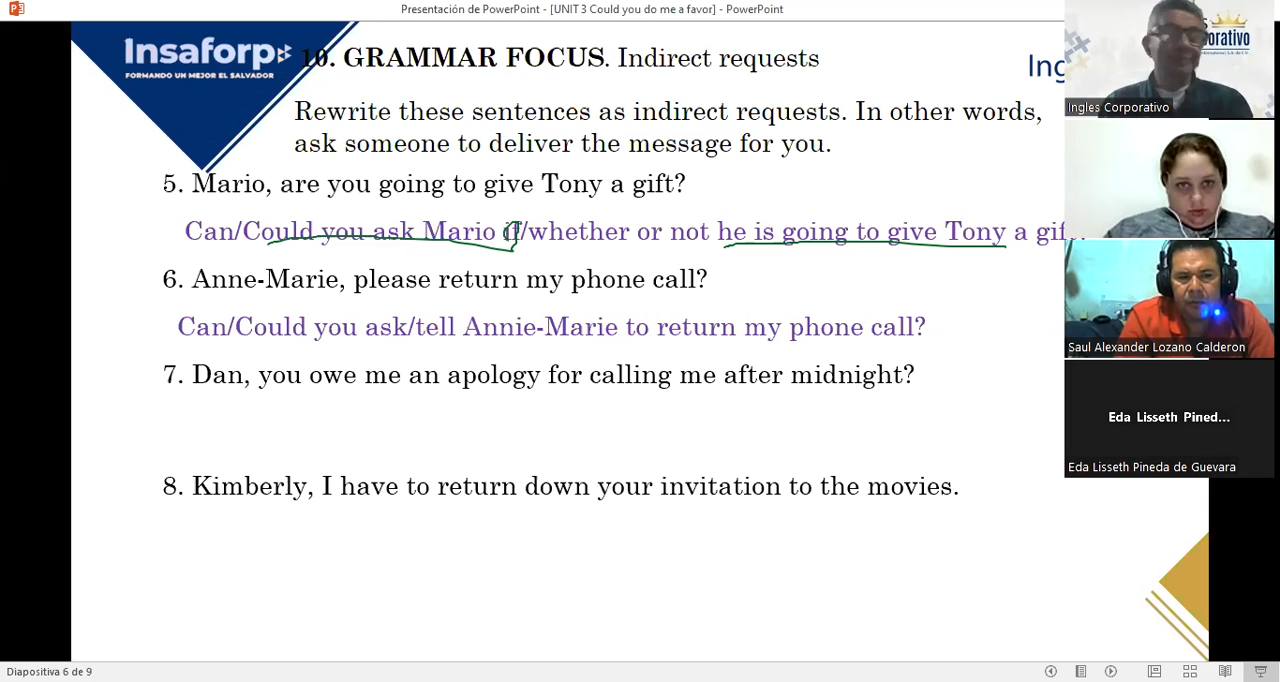 Presentación de PowerPoint - [UNIT 3 Could you do me a favor] - PowerPoint
Insaforp
FORMANDO UN MEJOR EL SALVADOR
10. GRAMMAR FOCUS. Indirect requests
Ing
Rewrite these sentences as indirect requests. In other words,
ask someone to deliver the message for you.
5. Mario, are you going to give Tony a gift?
Can/Could you ask Mario if/whether or not he is going to give Tony a gif
6. Anne-Marie, please return my phone call?
Can/Could you ask/tell Annie-Marie to return my phone call?
7. Dan, you owe me an apology for calling me after midnight?
8. Kimberly, I have to return down your invitation to the movies.
orativo
Ingles Corporativo
Saul Alexander Lozano Calderon
Eda Lisseth Pined...
Eda Lisseth Pineda de Guevara
Diapositiva 6 de 9